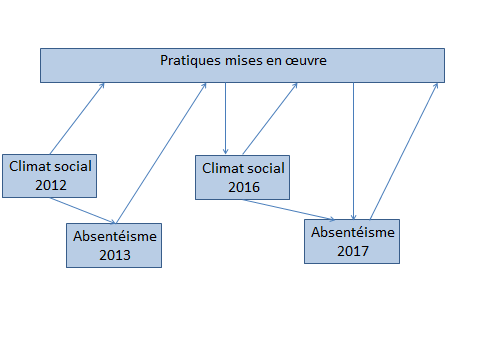 Pratiques mises en œuvre
Climat social
2012
Climat social
2016
Absentéisme
2013
Absentéisme
2017